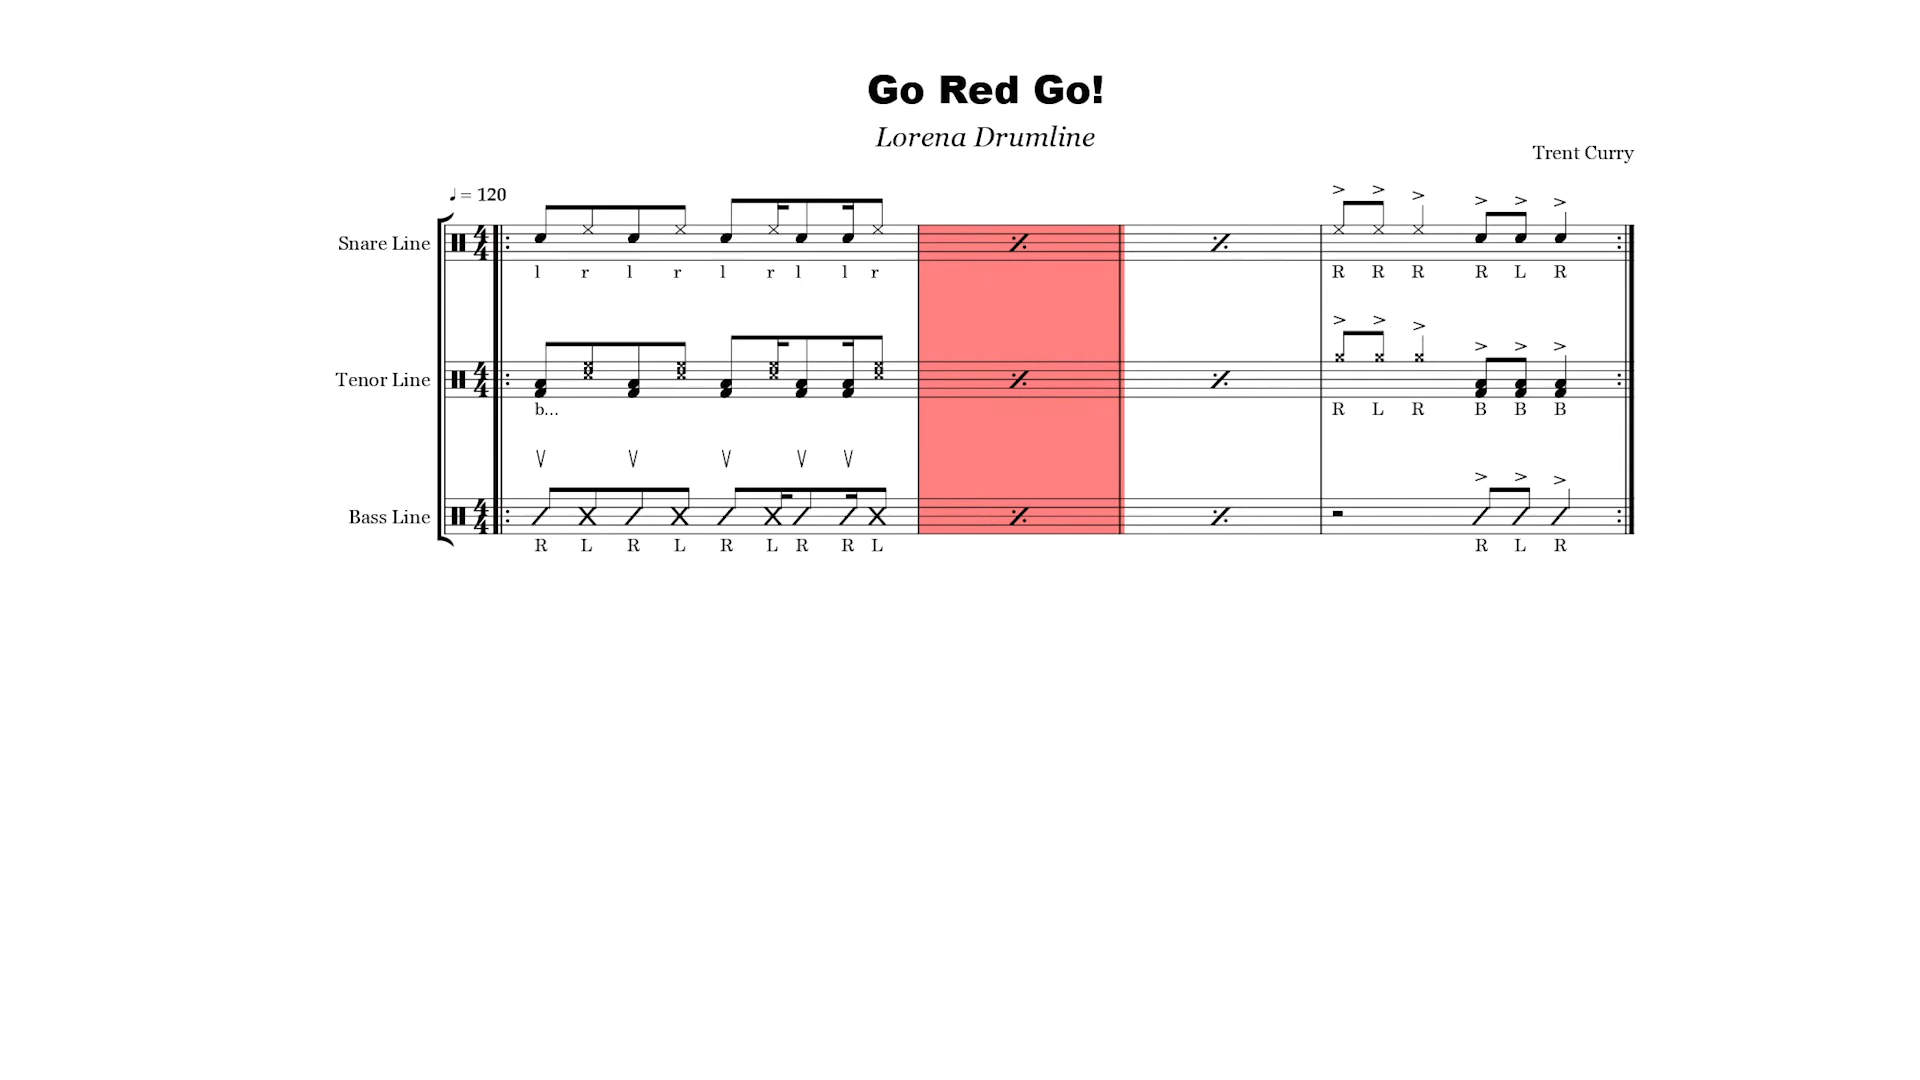 Go Red Go!
Lorena Drumline
Trent Curry
♩= 120
Snare Line
l r l r l r l l r R R R R L R
Tenor Line
b... R L R B B B
Bass Line
R L R L R L R R L R L R